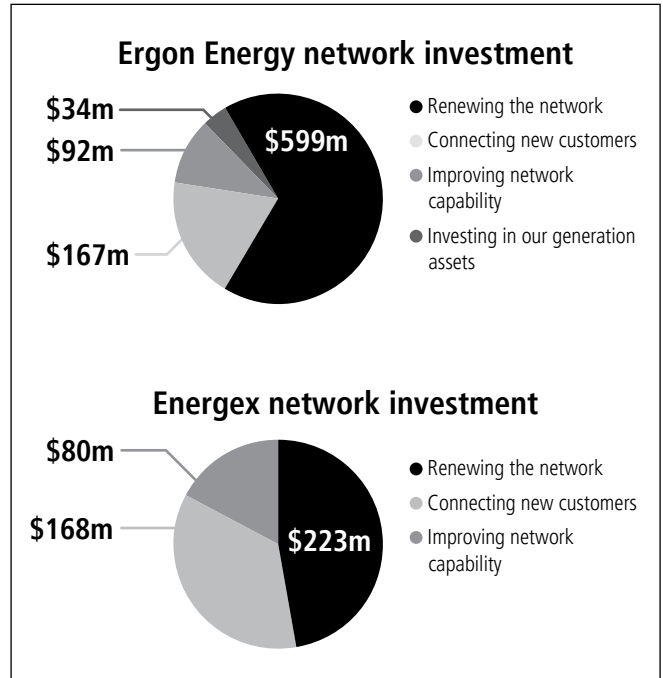 Ergon Energy network investment
$34m
$92m
$167m
$599m
Renewing the network
Connecting new customers
Improving network
capability
Investing in our generation
assets
Energex network investment
$80m
$168m
$223m
Renewing the network
Connecting new customers
Improving network
capability